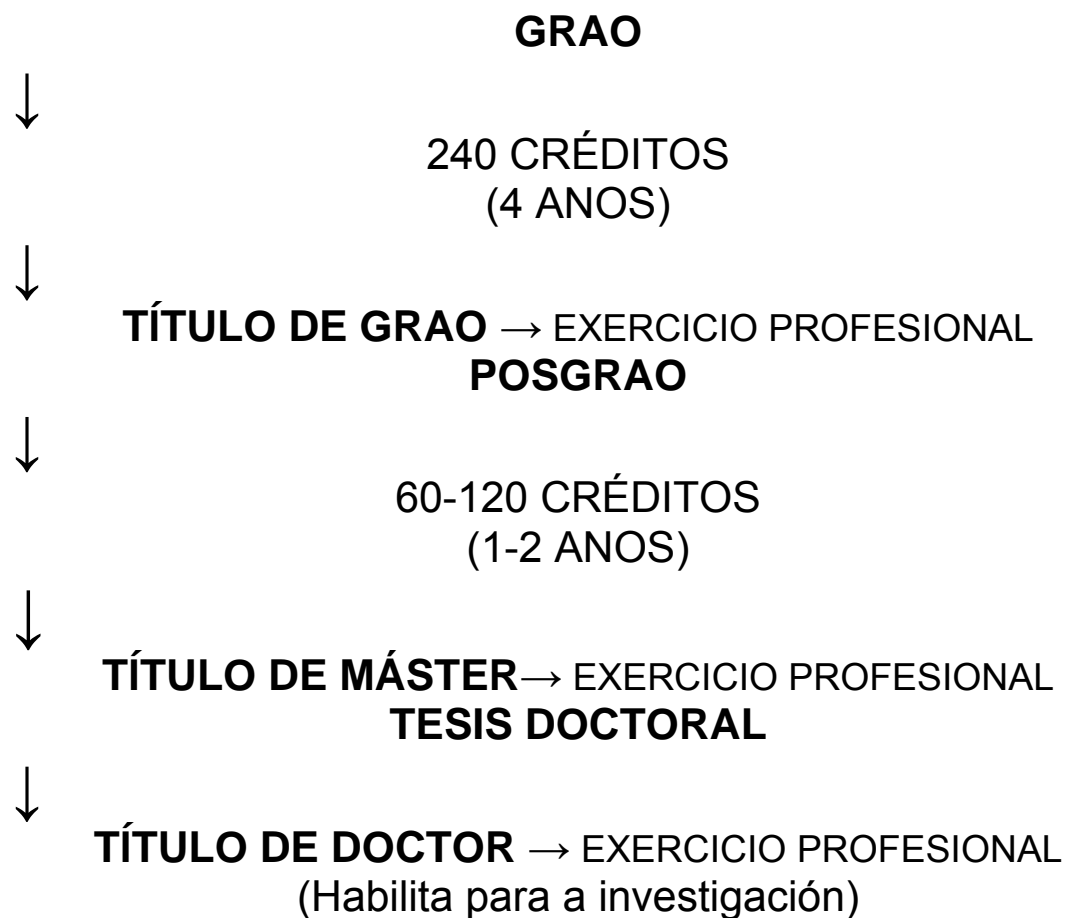 GRAO
↓
240 CRÉDITOS
(4 ANOS)
↓
TÍTULO DE GRAO → EXERCICIO PROFESIONAL
POSGRAO
↓
60-120 CRÉDITOS
(1-2 ANOS)
↓
TÍTULO DE MÁSTER→ EXERCICIO PROFESIONAL
TESIS DOCTORAL
↓
TÍTULO DE DOCTOR → EXERCICIO PROFESIONAL
(Habilita para a investigación)